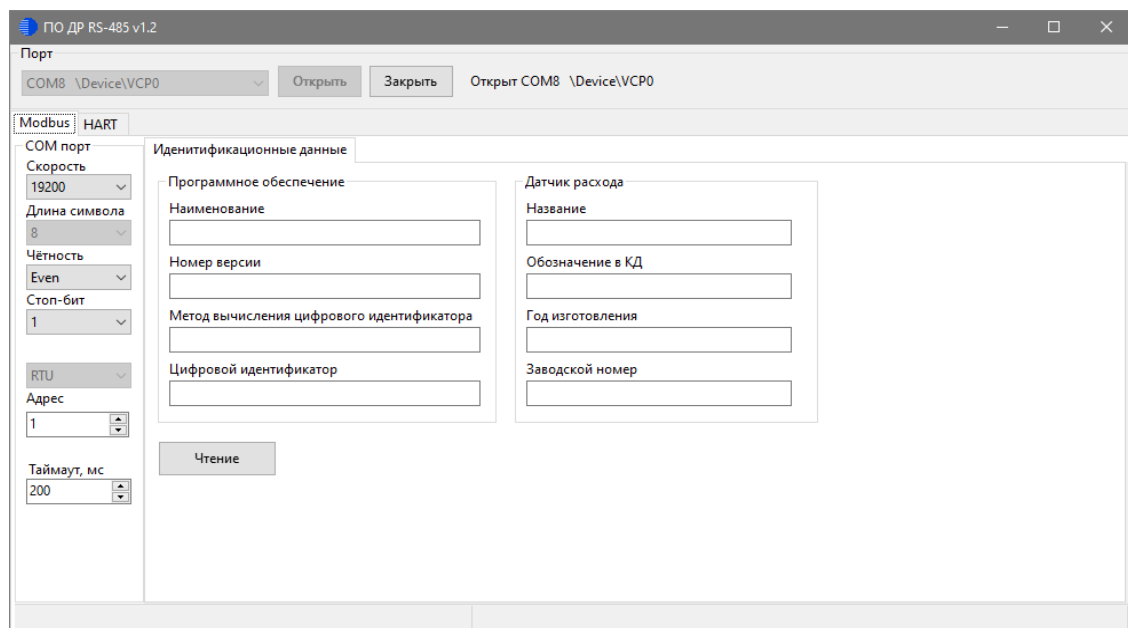 ПО ДР RS-485 v1.2
Порт
COM8 \Device\VCP0
Открыть
Закрыть
Открыт COM8 \Device\VCP0
Modbus
HART
COM порт
Скорость
19200
Длина символа
8
Чётность
Even
Стоп-бит
1
RTU
Адрес
1
Таймаут, мс
200
Иденитификационные данные
Программное обеспечение
Наименование
Номер версии
Метод вычисления цифрового идентификатора
Цифровой идентификатор
Датчик расхода
Название
Обозначение в КД
Год изготовления
Заводской номер
Чтение